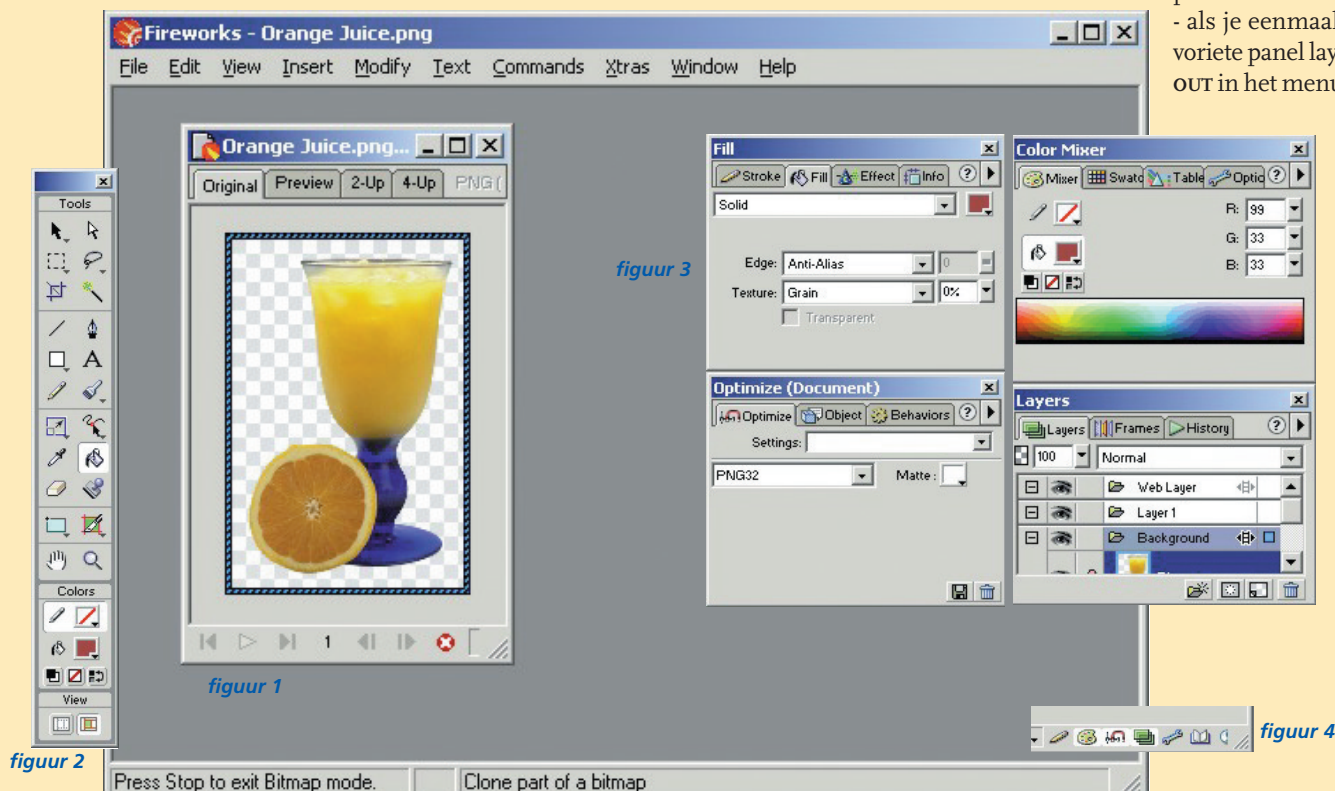 - als je eenmaal
voriete panel lay
OUT in het menu
Fireworks - Orange Juice.png
File Edit View Insert Modify Text Commands Xtras Window Help
Orange Juice.png...
Original Preview 2-Up 4-Up PNG (
1
figuur 1
Tools
Colors
View
figuur 2
figuur 3
Fill
Stroke Fill Effect Info ?
Solid
Edge: Anti-Alias 0
Texture: Grain 0%
Transparent
Color Mixer
Mixer Swatc Table Optic ?
R: 99
G: 33
B: 33
Optimize (Document)
Optimize Object Behaviors ?
Settings:
PNG32 Matte:
Layers
Layers Frames History ?
100 Normal
Web Layer
Layer 1
Background
figuur 4
Press Stop to exit Bitmap mode. Clone part of a bitmap